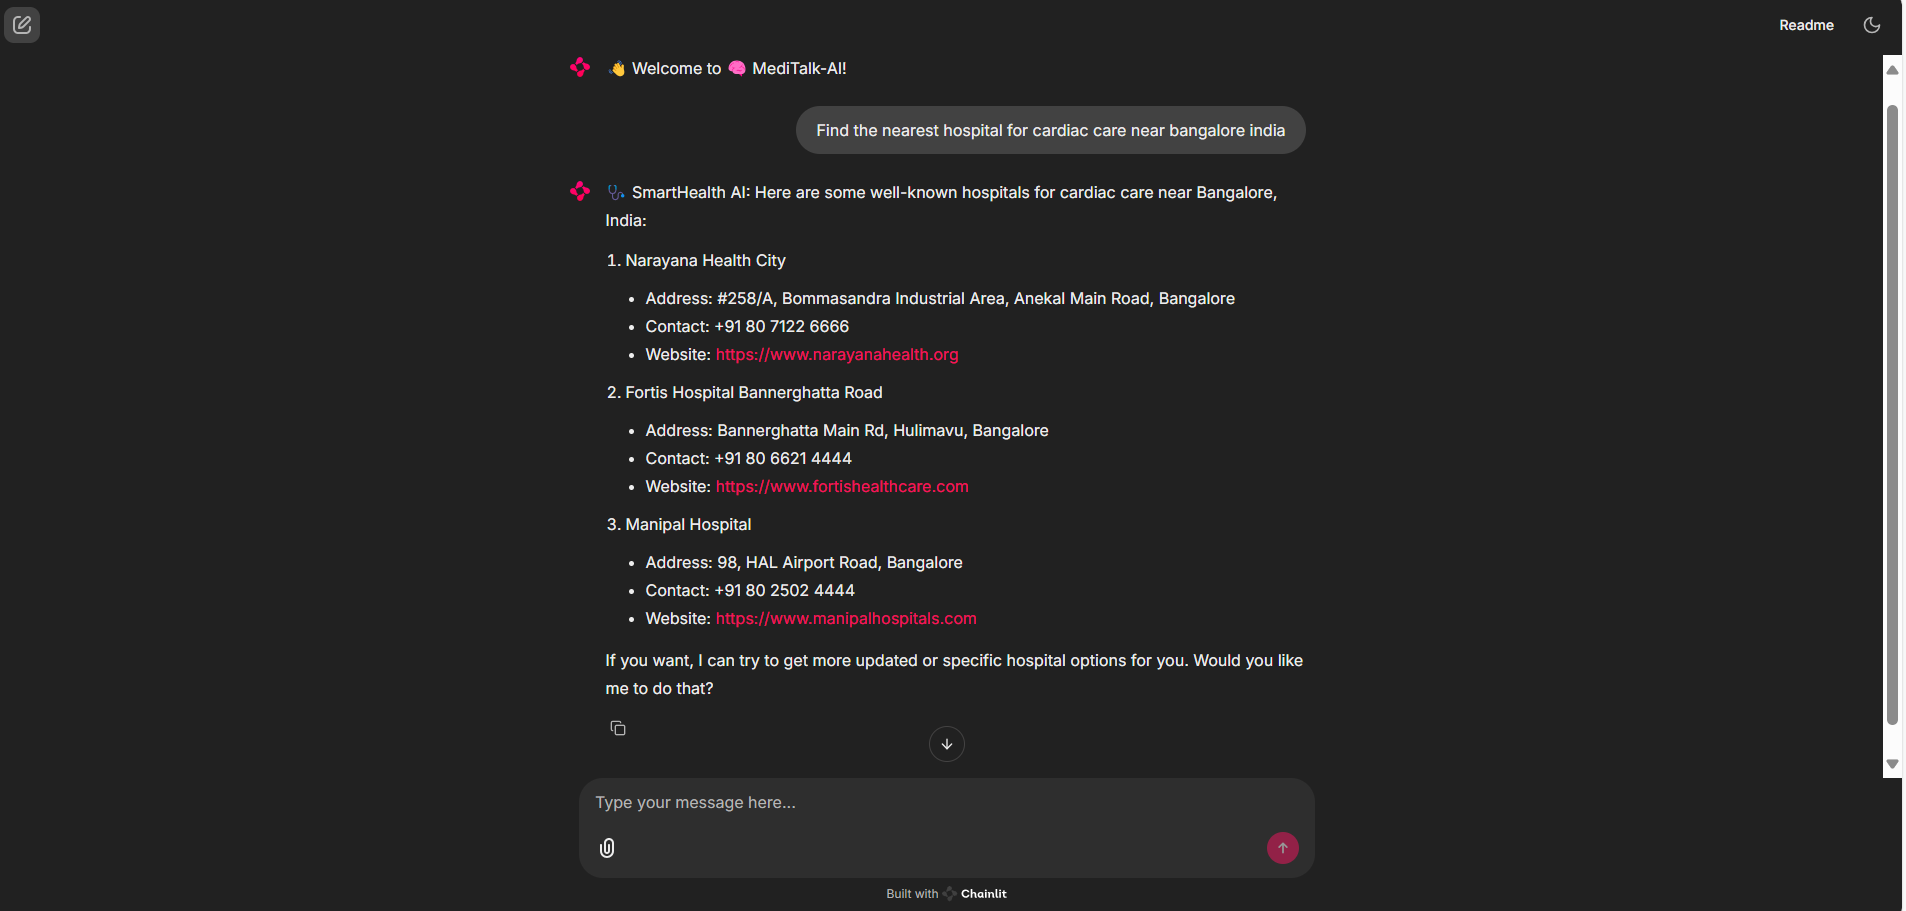 Readme
👋 Welcome to 🧠 MediTalk-AI!
Find the nearest hospital for cardiac care near bangalore india
🩺 SmartHealth AI: Here are some well-known hospitals for cardiac care near Bangalore,
India:
1. Narayana Health City
• Address: #258/A, Bommasandra Industrial Area, Anekal Main Road, Bangalore
• Contact: +91 80 7122 6666
• Website: https://www.narayanahealth.org
2. Fortis Hospital Bannerghatta Road
• Address: Bannerghatta Main Rd, Hulimavu, Bangalore
• Contact: +91 80 6621 4444
• Website: https://www.fortishealthcare.com
3. Manipal Hospital
• Address: 98, HAL Airport Road, Bangalore
• Contact: +91 80 2502 4444
• Website: https://www.manipalhospitals.com
If you want, I can try to get more updated or specific hospital options for you. Would you like
me to do that?
Type your message here...
Built with Chainlit